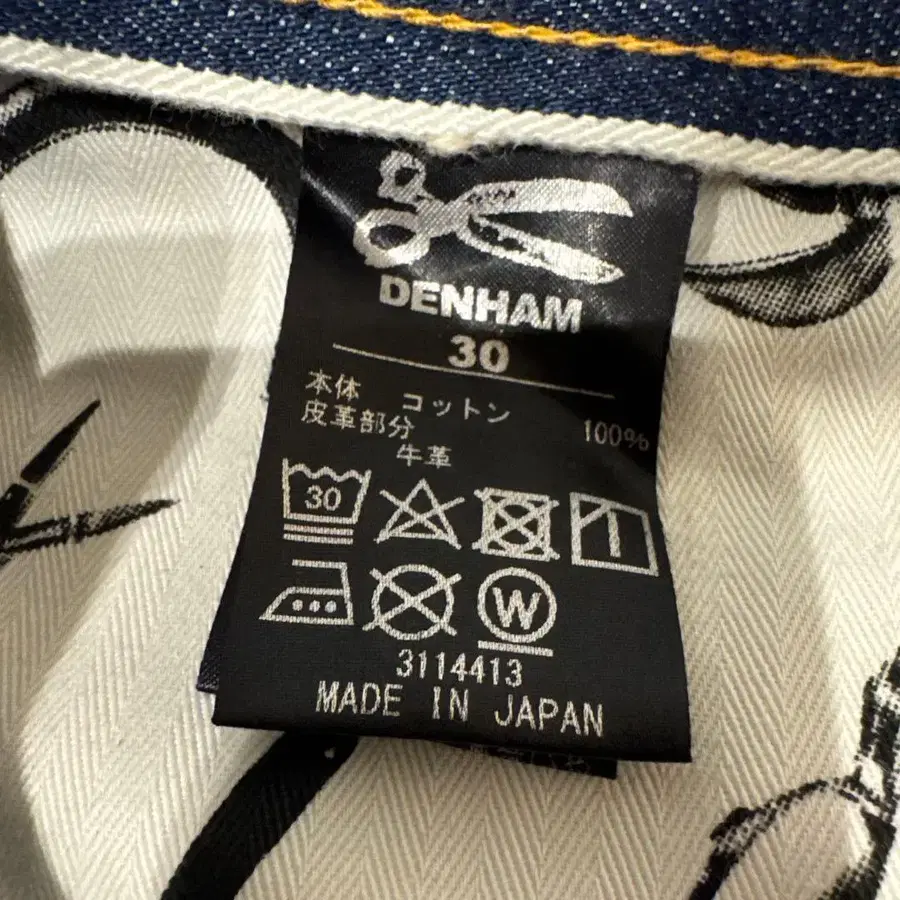 DENHAM
30
本体 コットン 100%
皮革部分 牛革
30
W
3114413
MADE IN JAPAN